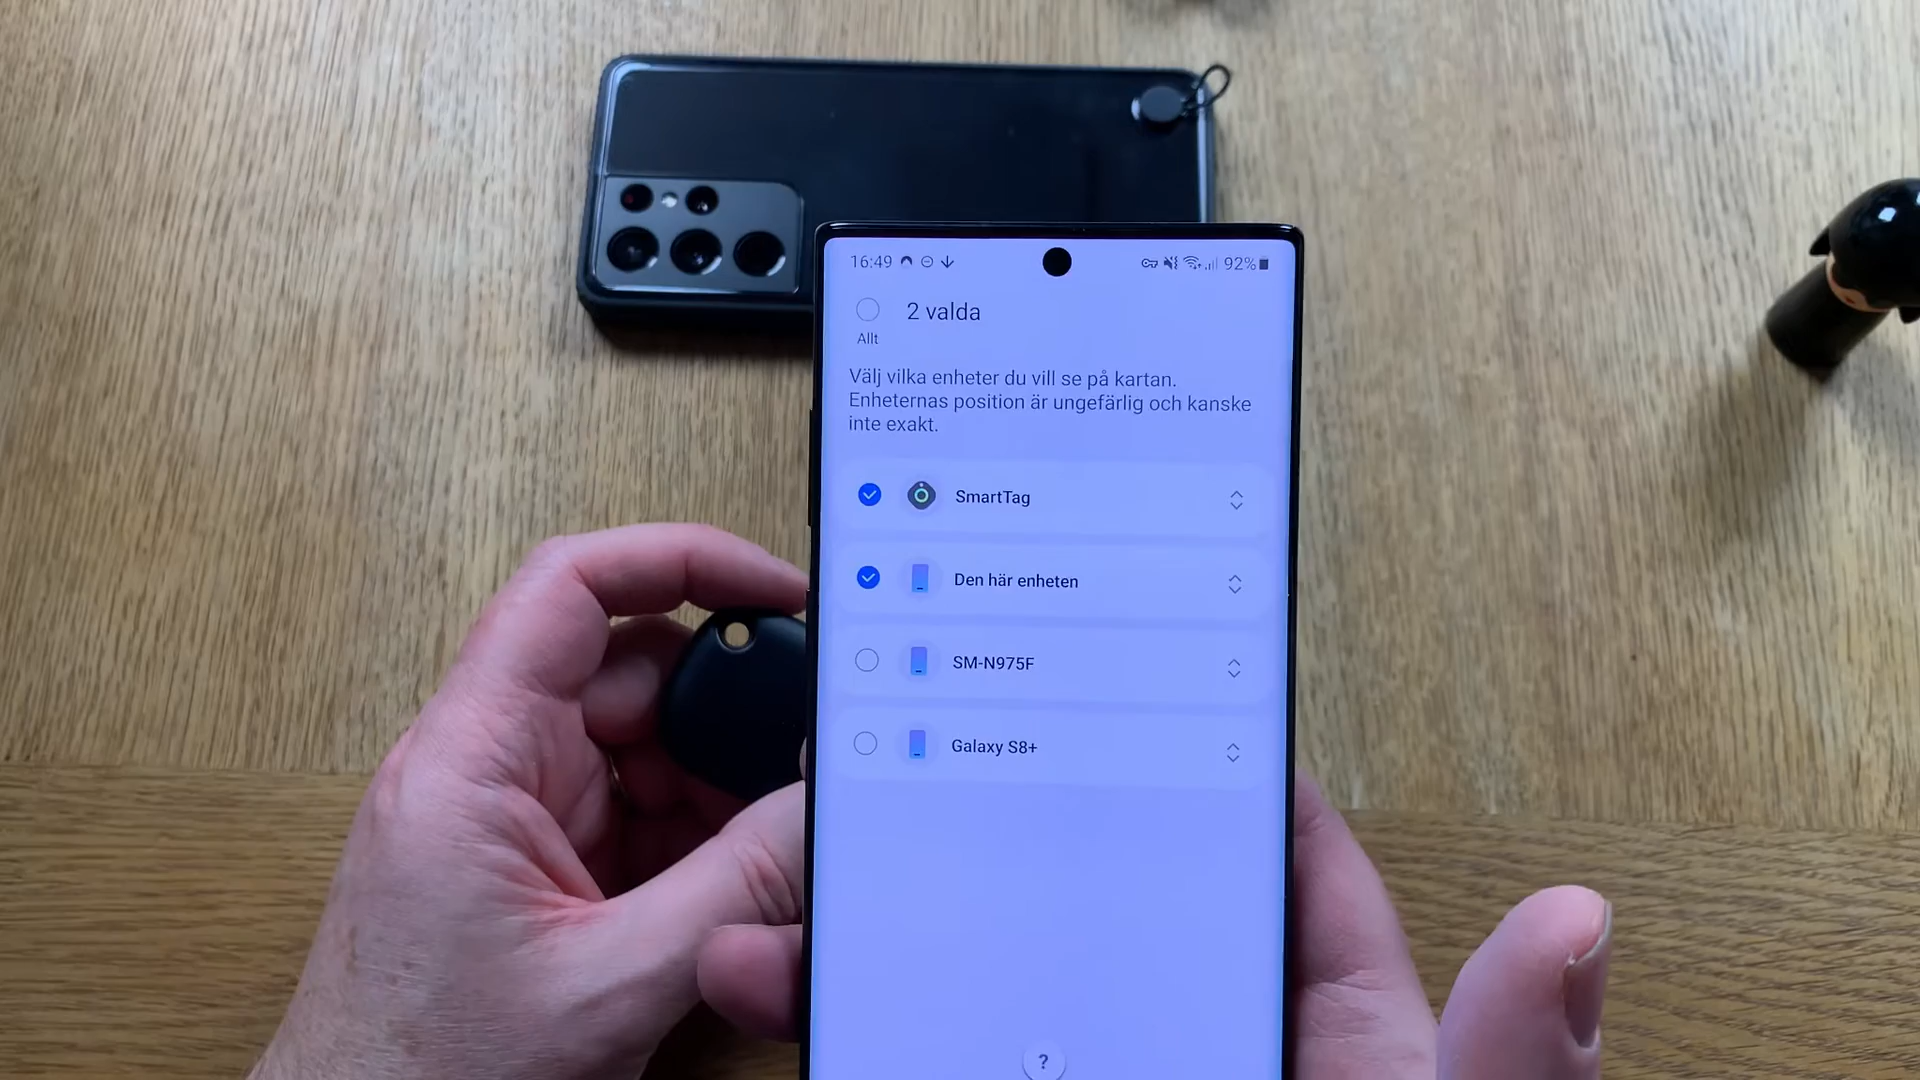 16:49
92%
2 valda
Allt
Välj vilka enheter du vill se på kartan.
Enheternas position är ungefärlig och kanske
inte exakt.
SmartTag
Den här enheten
SM-N975F
Galaxy S8+
?